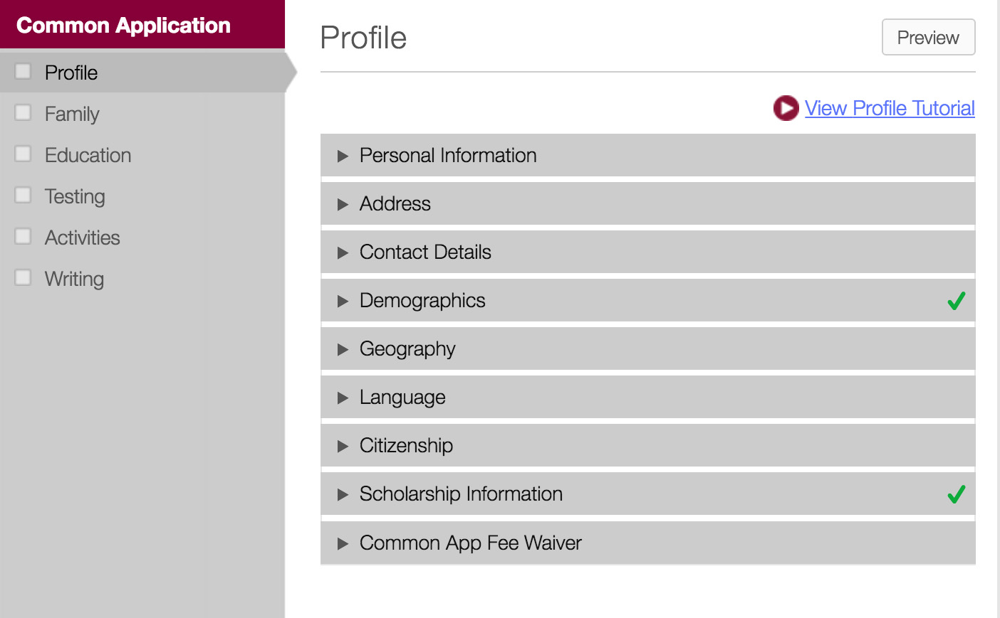 Common Application
Profile
Family
Education
Testing
Activities
Writing
Profile
Preview
View Profile Tutorial
Personal Information
Address
Contact Details
Demographics
Geography
Language
Citizenship
Scholarship Information
Common App Fee Waiver